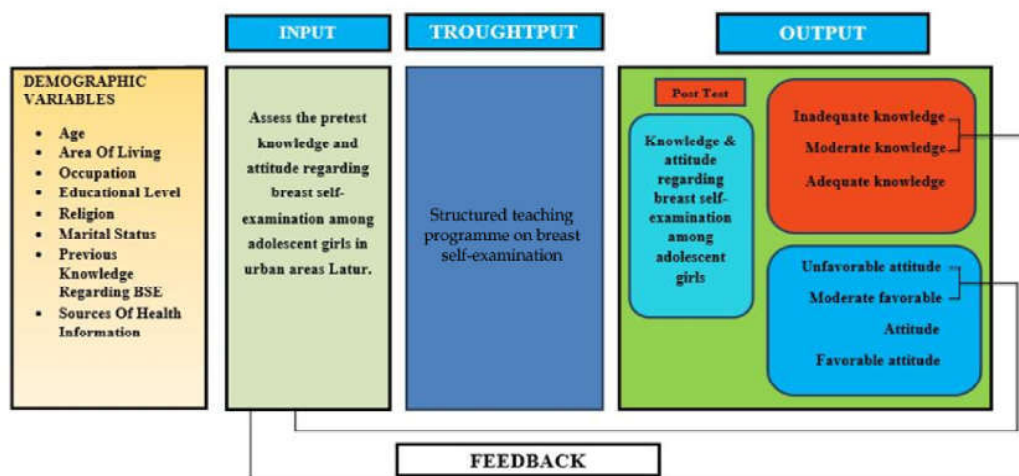 INPUT
TROUGHTPUT
OUTPUT
DEMOGRAPHIC
VARIABLES
• Age
• Area Of Living
• Occupation
• Educational Level
• Religion
• Marital Status
• Previous
Knowledge
Regarding BSE
• Sources Of Health
Information
Assess the pretest
knowledge and
attitude regarding
breast self-
examination among
adolescent girls in
urban areas Latur.
Structured teaching
programme on breast
self-examination
Post Test
Knowledge &
attitude
regarding
breast self-
examination
among
adolescent
girls
Inadequate knowledge
Moderate knowledge
Adequate knowledge
Unfavorable attitude
Moderate favorable
Attitude
Favorable attitude
FEEDBACK